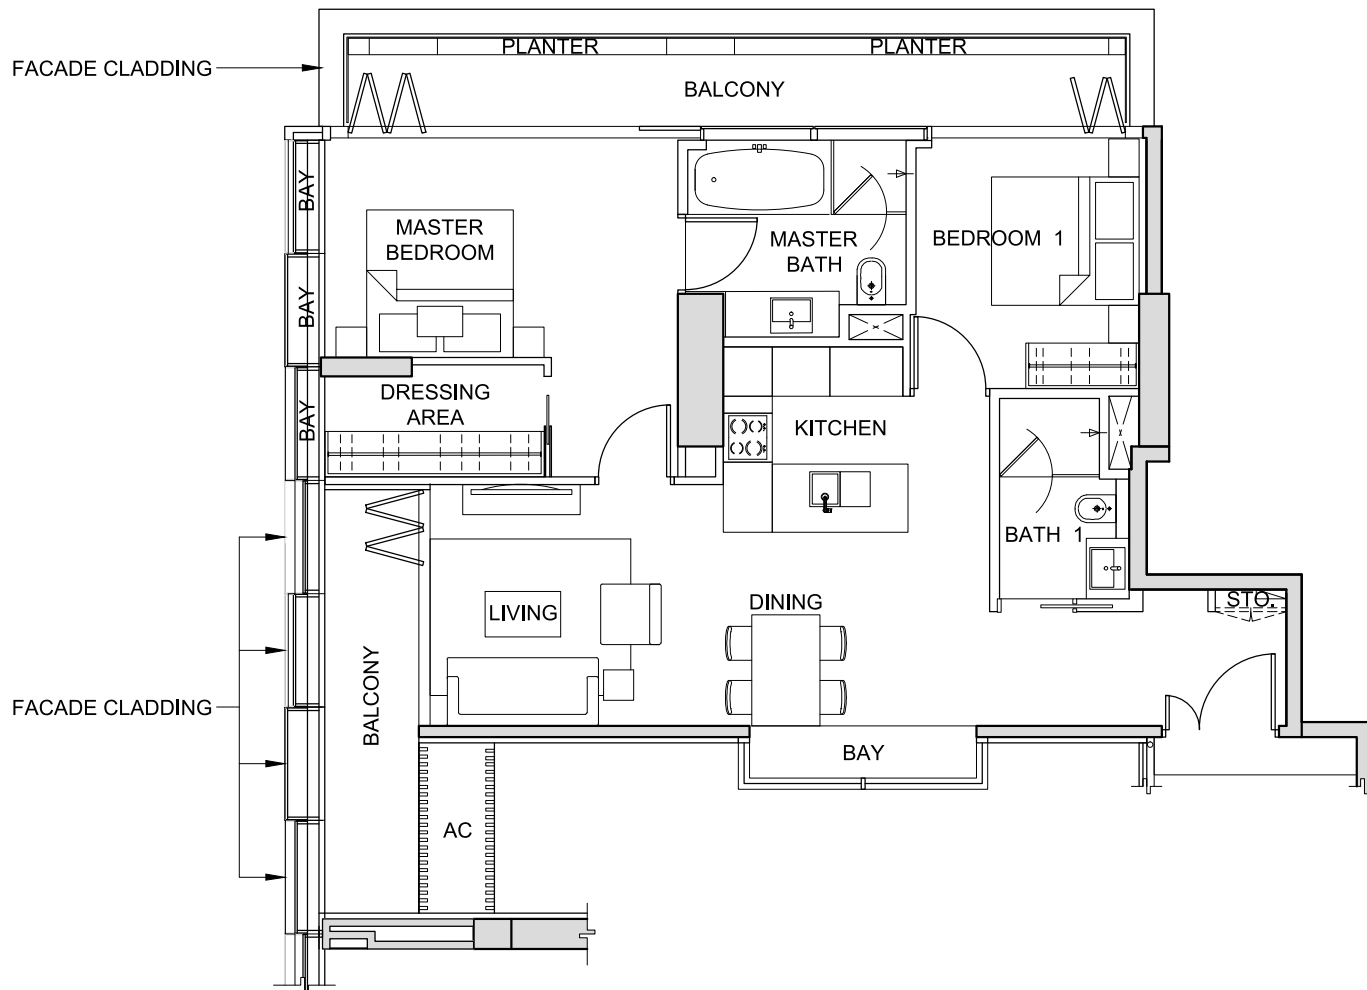 PLANTER
PLANTER
FACADE CLADDING
BALCONY
BAY
MASTER
BEDROOM
MASTER
BATH
BEDROOM 1
BAY
DRESSING
AREA
BAY
KITCHEN
BATH 1
LIVING
DINING
STO.
BALCONY
FACADE CLADDING
BAY
AC